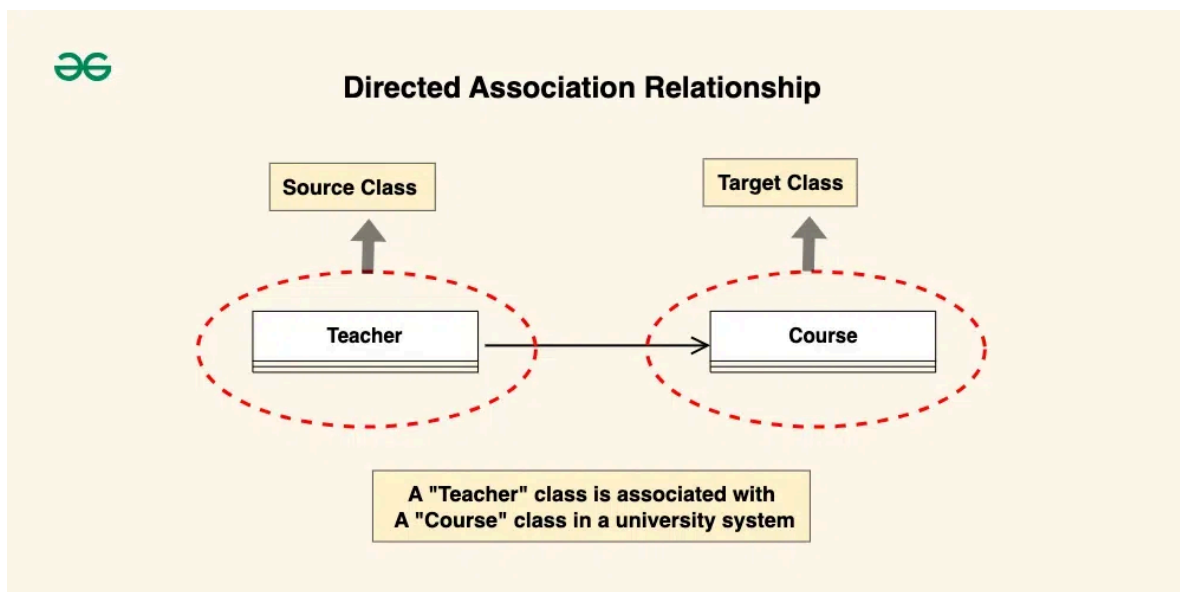 Directed Association Relationship
Source Class
Target Class
Teacher
Course
A "Teacher" class is associated with
A "Course" class in a university system